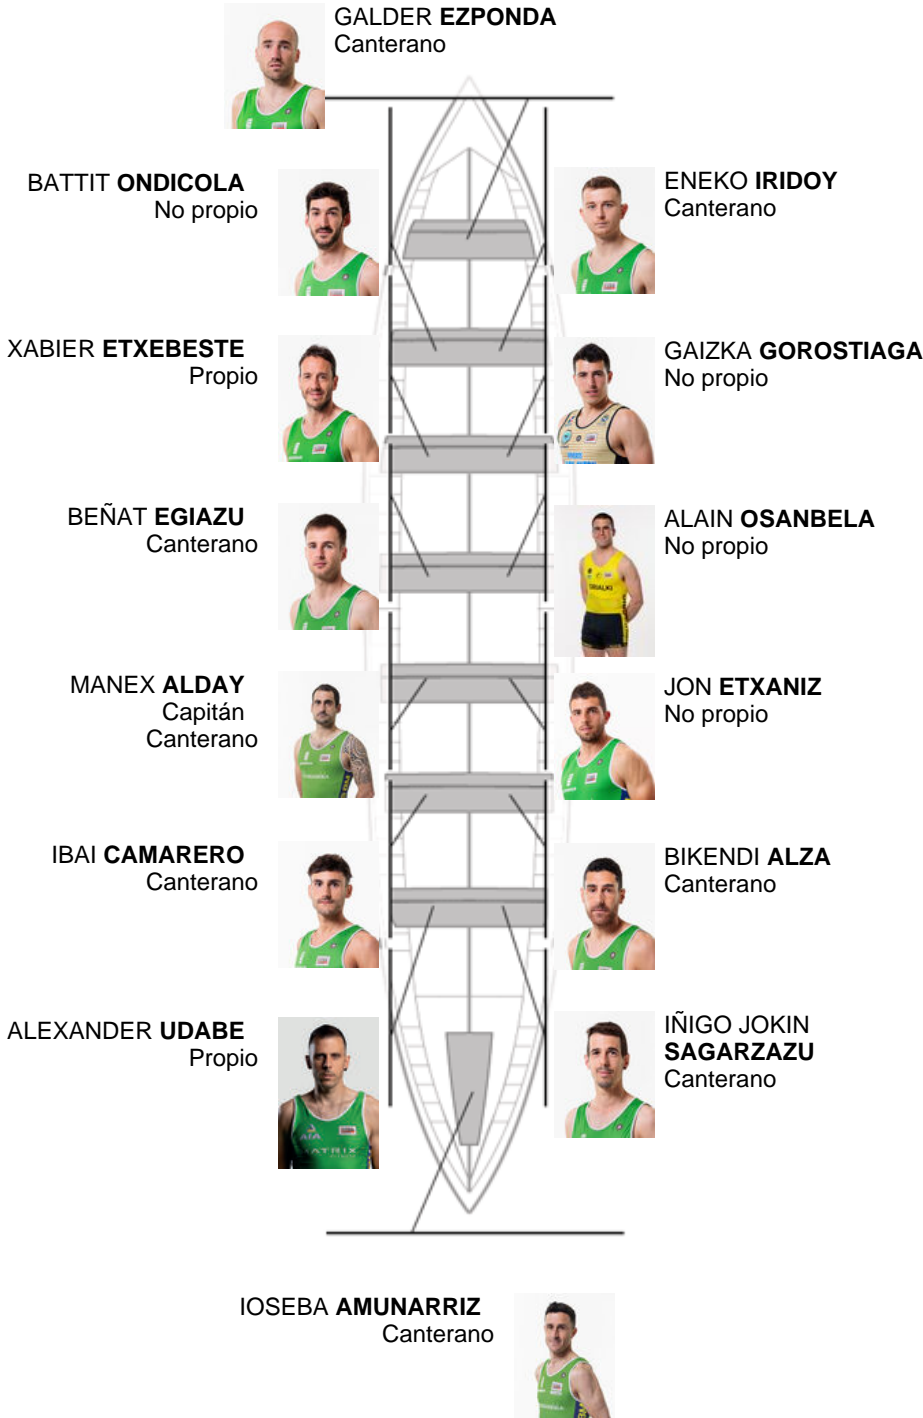 GALDER EZPONDA
Canterano
BATTIT ONDICOLA
No propio
ENEKO IRIDOY
Canterano
XABIER ETXEBESTE
Propio
GAIZKA GOROSTIAGA
No propio
BEÑAT EGIAZU
Canterano
ALAIN OSANBELA
No propio
MANEX ALDAY
Capitán
Canterano
JON ETXANIZ
No propio
IBAI CAMARERO
Canterano
BIKENDI ALZA
Canterano
ALEXANDER UDABE
Propio
IÑIGO JOKIN
SAGARZAZU
Canterano
IOSEBA AMUNARRIZ
Canterano